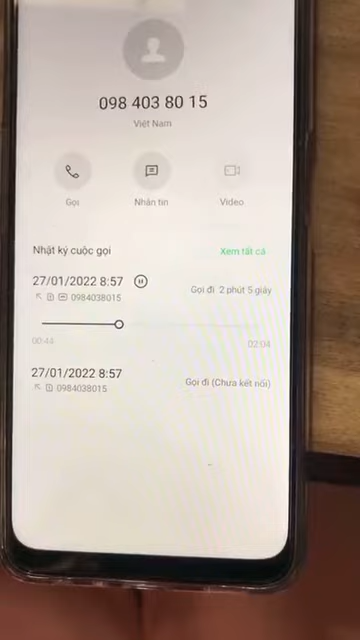 098 403 80 15
Việt Nam
Gọi Nhắn tin Video
Nhật ký cuộc gọi Xem tất cả
27/01/2022 8:57 Gọi đi 2 phút 5 giây
0984038015
00:44 02:04
27/01/2022 8:57 Gọi đi (Chưa kết nối)
0984038015